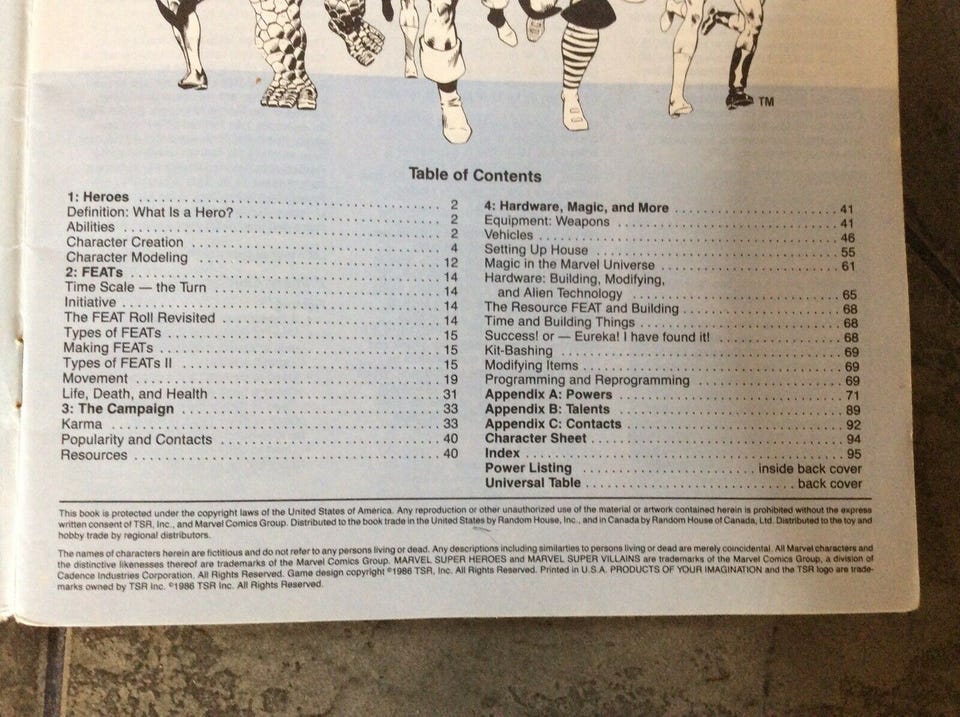 TM
Table of Contents
1: Heroes . . . . . . . . . . . . . . . . . . . . . . . . . . . . . . . . . . . . . . . . 2
Definition: What Is a Hero? . . . . . . . . . . . . . . . . . . . . . . . . . . . 2
Abilities . . . . . . . . . . . . . . . . . . . . . . . . . . . . . . . . . . . . . . . . . 2
Character Creation . . . . . . . . . . . . . . . . . . . . . . . . . . . . . . . . . 4
Character Modeling . . . . . . . . . . . . . . . . . . . . . . . . . . . . . . . . 12
2: FEATs . . . . . . . . . . . . . . . . . . . . . . . . . . . . . . . . . . . . . . . . 14
Time Scale — the Turn . . . . . . . . . . . . . . . . . . . . . . . . . . . . . 14
Initiative . . . . . . . . . . . . . . . . . . . . . . . . . . . . . . . . . . . . . . . . 14
The FEAT Roll Revisited . . . . . . . . . . . . . . . . . . . . . . . . . . . . 14
Types of FEATs . . . . . . . . . . . . . . . . . . . . . . . . . . . . . . . . . . . 15
Making FEATs . . . . . . . . . . . . . . . . . . . . . . . . . . . . . . . . . . . . 15
Types of FEATs II . . . . . . . . . . . . . . . . . . . . . . . . . . . . . . . . . . 15
Movement . . . . . . . . . . . . . . . . . . . . . . . . . . . . . . . . . . . . . . . 19
Life, Death, and Health . . . . . . . . . . . . . . . . . . . . . . . . . . . . . 31
3: The Campaign . . . . . . . . . . . . . . . . . . . . . . . . . . . . . . . . . 33
Karma . . . . . . . . . . . . . . . . . . . . . . . . . . . . . . . . . . . . . . . . . . 33
Popularity and Contacts . . . . . . . . . . . . . . . . . . . . . . . . . . . . 40
Resources . . . . . . . . . . . . . . . . . . . . . . . . . . . . . . . . . . . . . . . 40
4: Hardware, Magic, and More . . . . . . . . . . . . . . . . . . . . . . 41
Equipment: Weapons . . . . . . . . . . . . . . . . . . . . . . . . . . . . . . 41
Vehicles . . . . . . . . . . . . . . . . . . . . . . . . . . . . . . . . . . . . . . . . 46
Setting Up House . . . . . . . . . . . . . . . . . . . . . . . . . . . . . . . . . 55
Magic in the Marvel Universe . . . . . . . . . . . . . . . . . . . . . . . . 61
Hardware: Building, Modifying,
and Alien Technology . . . . . . . . . . . . . . . . . . . . . . . . . . . . 65
The Resource FEAT and Building . . . . . . . . . . . . . . . . . . . . . 68
Time and Building Things . . . . . . . . . . . . . . . . . . . . . . . . . . . 68
Success! or — Eureka! I have found it! . . . . . . . . . . . . . . . . . 68
Kit-Bashing . . . . . . . . . . . . . . . . . . . . . . . . . . . . . . . . . . . . . . 69
Modifying Items . . . . . . . . . . . . . . . . . . . . . . . . . . . . . . . . . . . 69
Programming and Reprogramming . . . . . . . . . . . . . . . . . . . . 69
Appendix A: Powers . . . . . . . . . . . . . . . . . . . . . . . . . . . . . . 71
Appendix B: Talents . . . . . . . . . . . . . . . . . . . . . . . . . . . . . . 89
Appendix C: Contacts . . . . . . . . . . . . . . . . . . . . . . . . . . . . . 92
Character Sheet . . . . . . . . . . . . . . . . . . . . . . . . . . . . . . . . . 94
Index . . . . . . . . . . . . . . . . . . . . . . . . . . . . . . . . . . . . . . . . . . 95
Power Listing . . . . . . . . . . . . . . . . . . . . . . . inside back cover
Universal Table . . . . . . . . . . . . . . . . . . . . . . . . . . . back cover
This book is protected under the copyright laws of the United States of America. Any reproduction or other unauthorized use of the material or artwork contained herein is prohibited without the express
written consent of TSR, Inc., and Marvel Comics Group. Distributed to the book trade in the United States by Random House, Inc., and in Canada by Random House of Canada, Ltd. Distributed to the toy and
hobby trade by regional distributors.
The names of characters herein are fictitious and do not refer to any persons living or dead. Any descriptions including similarties to persons living or dead are merely coincidental. All Marvel characters and
the distinctive likenesses thereof are trademarks of the Marvel Comics Group. MARVEL SUPER HEROES and MARVEL SUPER VILLAINS are trademarks of the Marvel Comics Group, a division of
Cadence Industries Corporation. All Rights Reserved. Game design copyright ©1986 TSR, Inc. All Rights Reserved. Printed in U.S.A. PRODUCTS OF YOUR IMAGINATION and the TSR logo are trade-
marks owned by TSR Inc. ©1986 TSR Inc. All Rights Reserved.